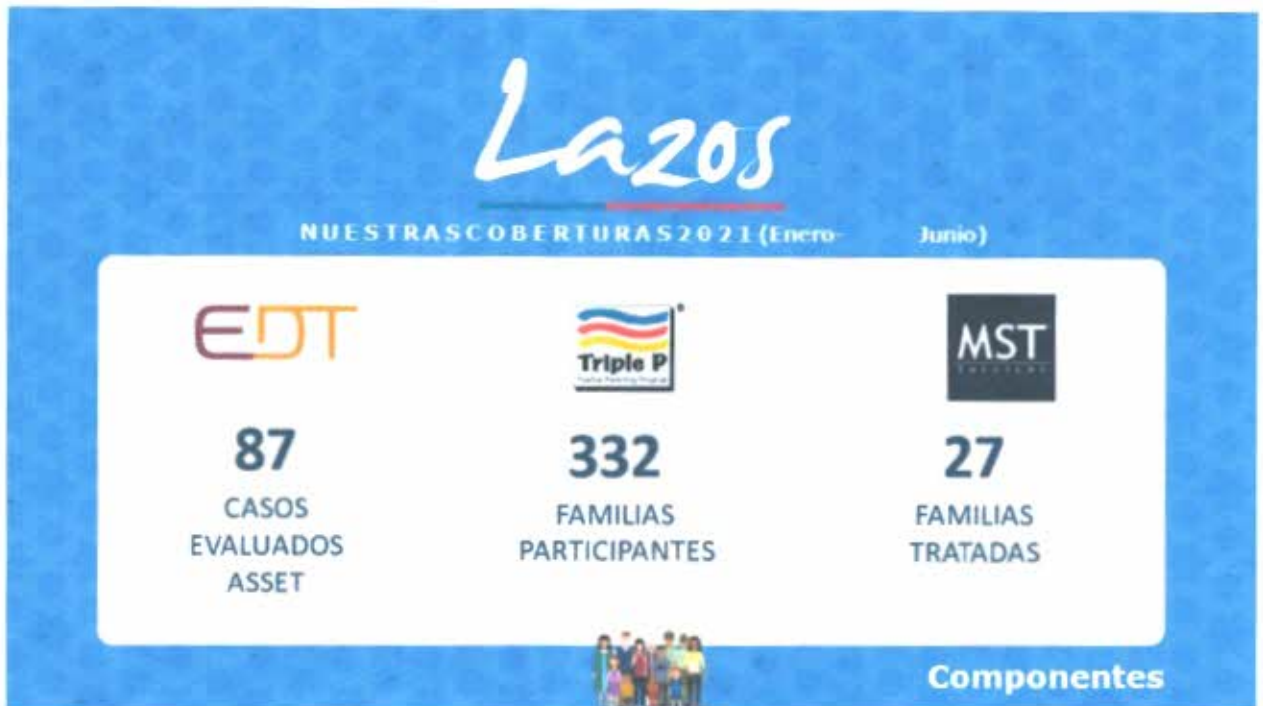 Lazos
NUESTRASCOBERTURAS2021(Enero- Junio)
EDT
Triple P
MST
87
332
27
CASOS
EVALUADOS
ASSET
FAMILIAS
PARTICIPANTES
FAMILIAS
TRATADAS
Componentes